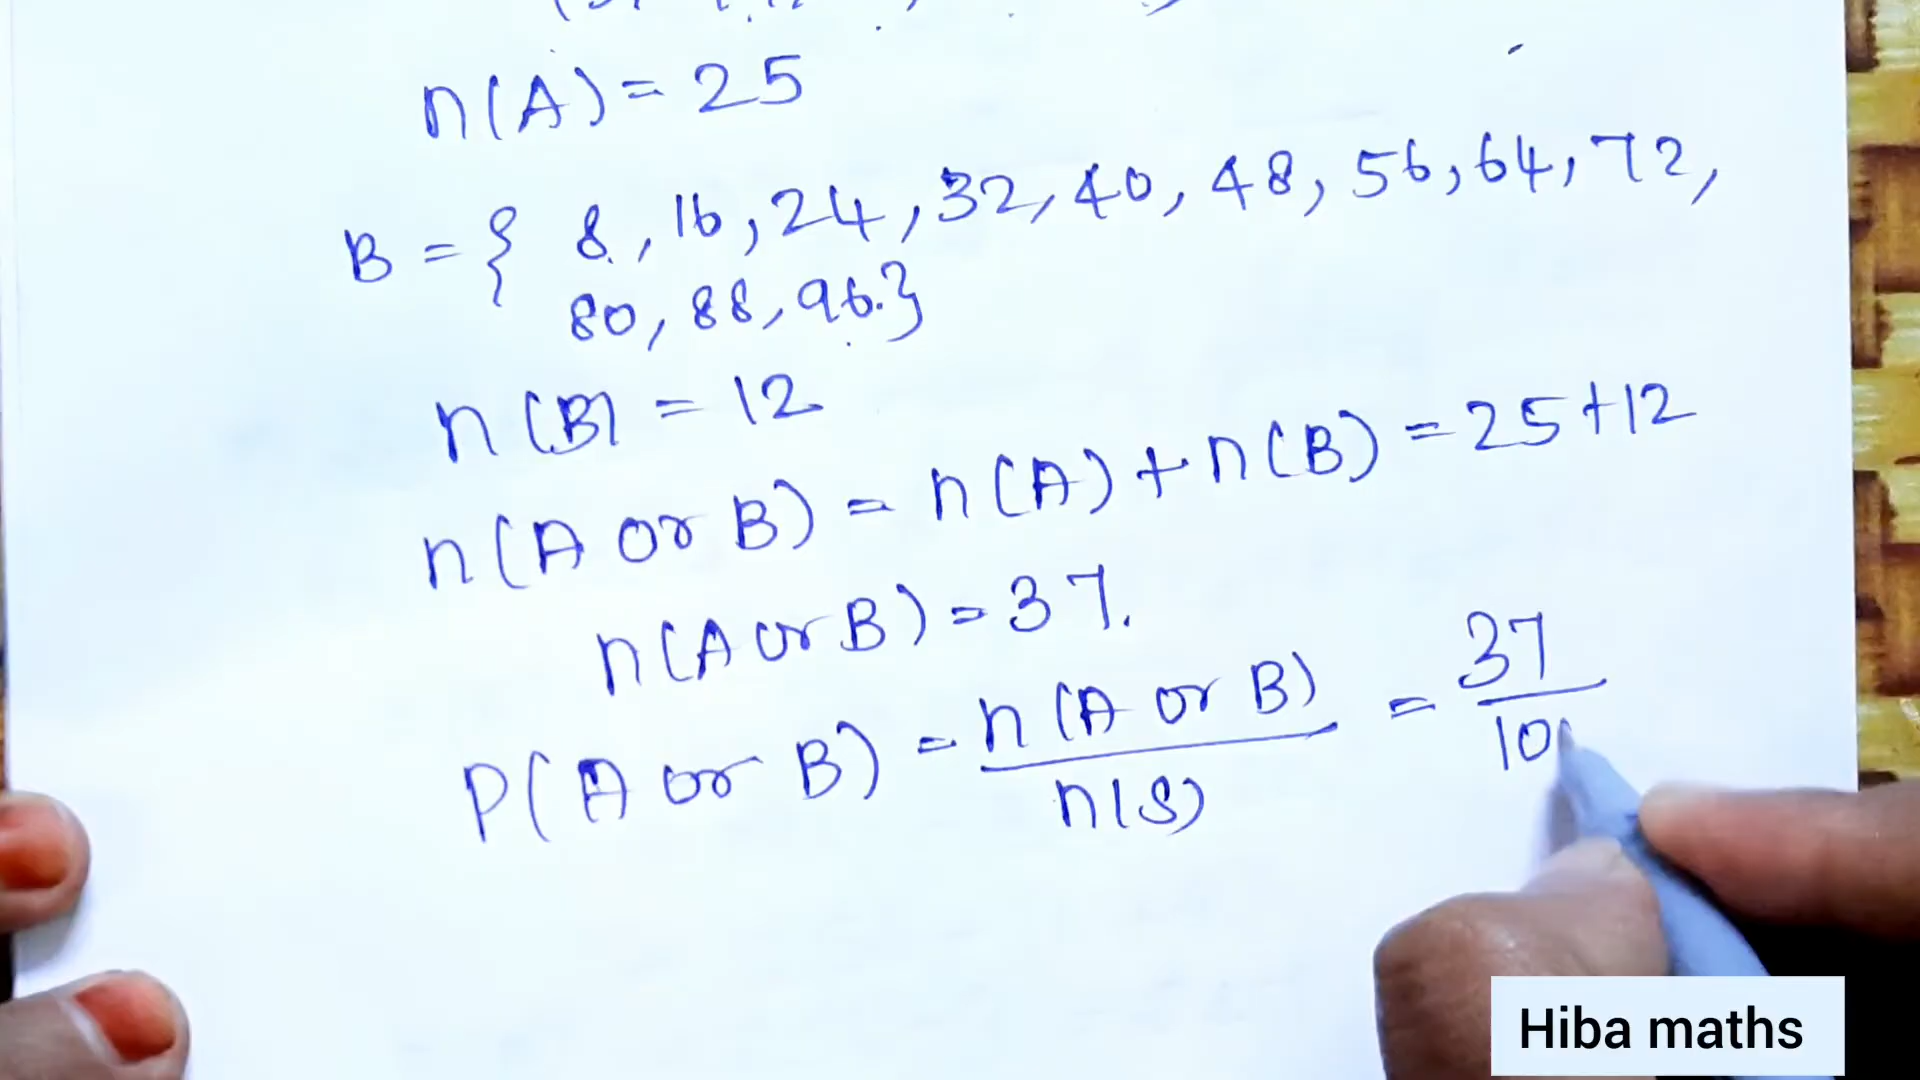 n(A) = 25
B = { 8, 16, 24, 32, 40, 48, 56, 64, 72,
80, 88, 96.}
n(B) = 12
n(A or B) = n(A) + n(B) = 25+12
n(A or B) = 37.
P(A or B) = n(A or B) / n(S) = 37 / 10
Hiba maths